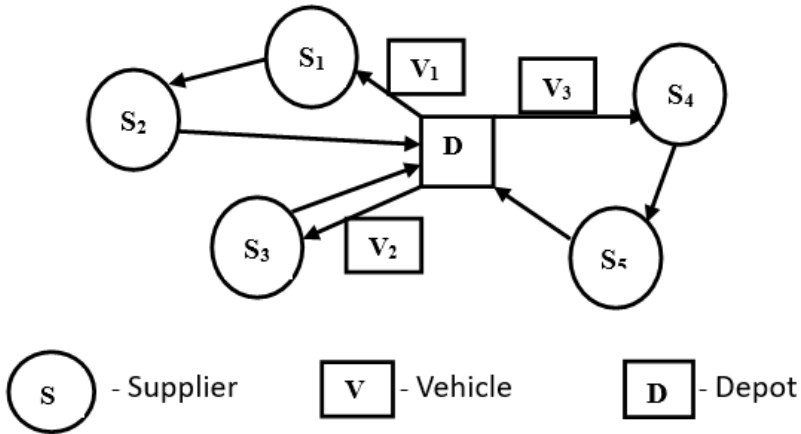 S₁
V₁
V₃
S₄
S₂
D
S₃
V₂
S₅
S - Supplier
V - Vehicle
D - Depot